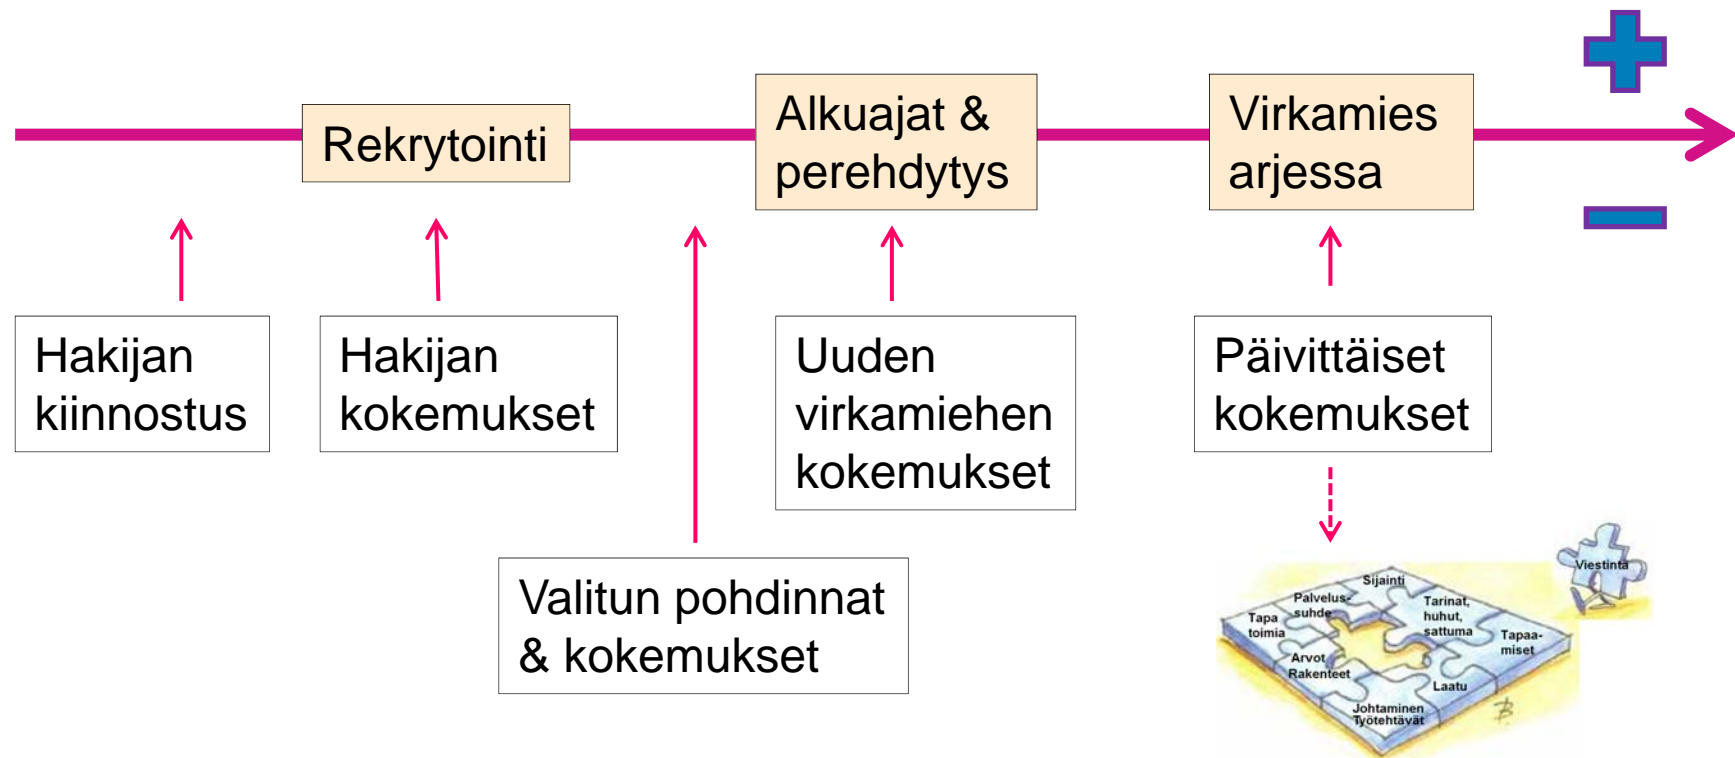 Rekrytointi
Alkuajat &
perehdytys
Virkamies
arjessa
Hakijan
kiinnostus
Hakijan
kokemukset
Uuden
virkamiehen
kokemukset
Päivittäiset
kokemukset
Valitun pohdinnat
& kokemukset
Viestintä
Sijainti
Palvelus-
suhde
Tarinat,
huhut,
sattuma
Tapa
toimia
Tapaa-
miset
Arvot
Rakenteet
Laatu
Johtaminen
Työtehtävät